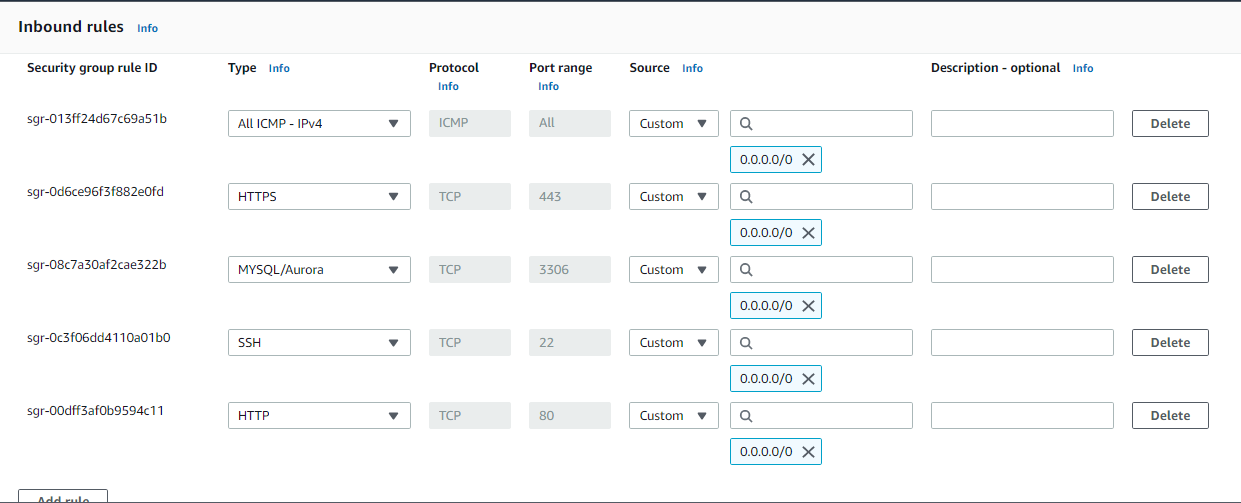 Inbound rules Info
Security group rule ID Type Info Protocol Info Port range Info Source Info Description - optional Info
sgr-013ff24d67c69a51b All ICMP - IPv4 ICMP All Custom Delete
0.0.0.0/0
sgr-0d6ce96f3f882e0fd HTTPS TCP 443 Custom Delete
0.0.0.0/0
sgr-08c7a30af2cae322b MYSQL/Aurora TCP 3306 Custom Delete
0.0.0.0/0
sgr-0c3f06dd4110a01b0 SSH TCP 22 Custom Delete
0.0.0.0/0
sgr-00dff3af0b9594c11 HTTP TCP 80 Custom Delete
0.0.0.0/0
Add rule